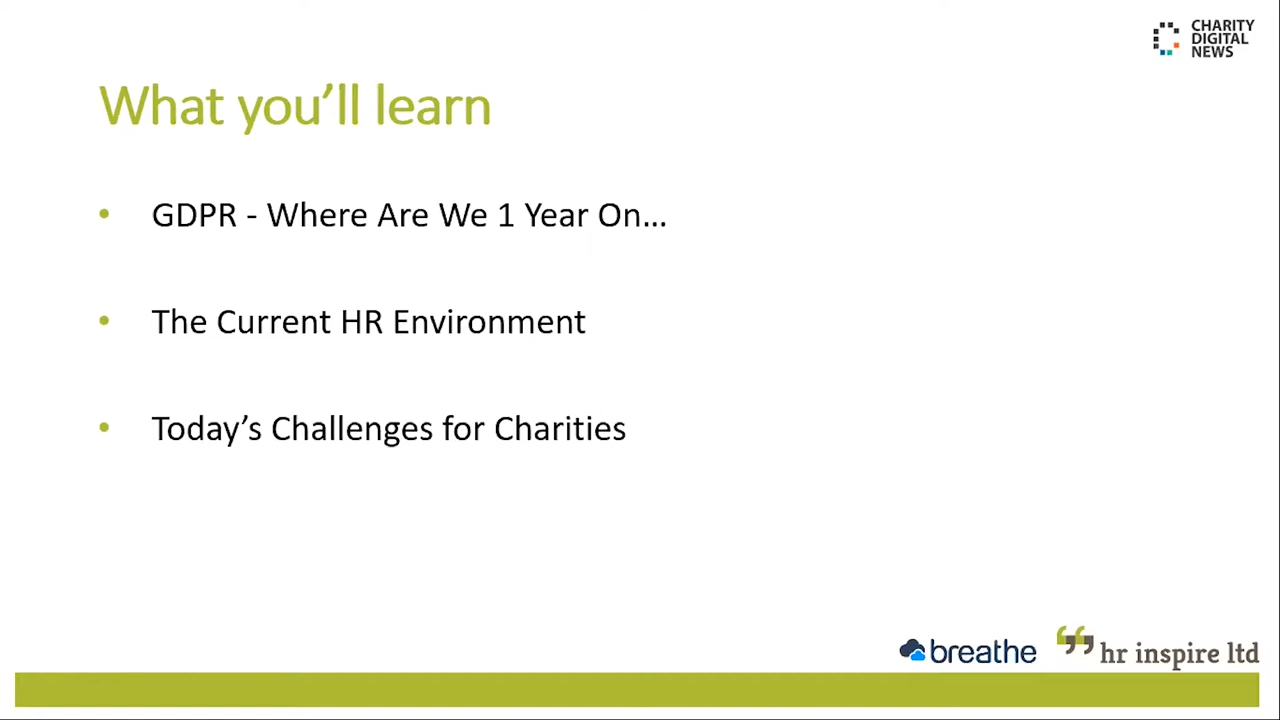 CHARITY
DIGITAL
NEWS
What you’ll learn
• GDPR - Where Are We 1 Year On…
• The Current HR Environment
• Today’s Challenges for Charities
breathe
hr inspire ltd